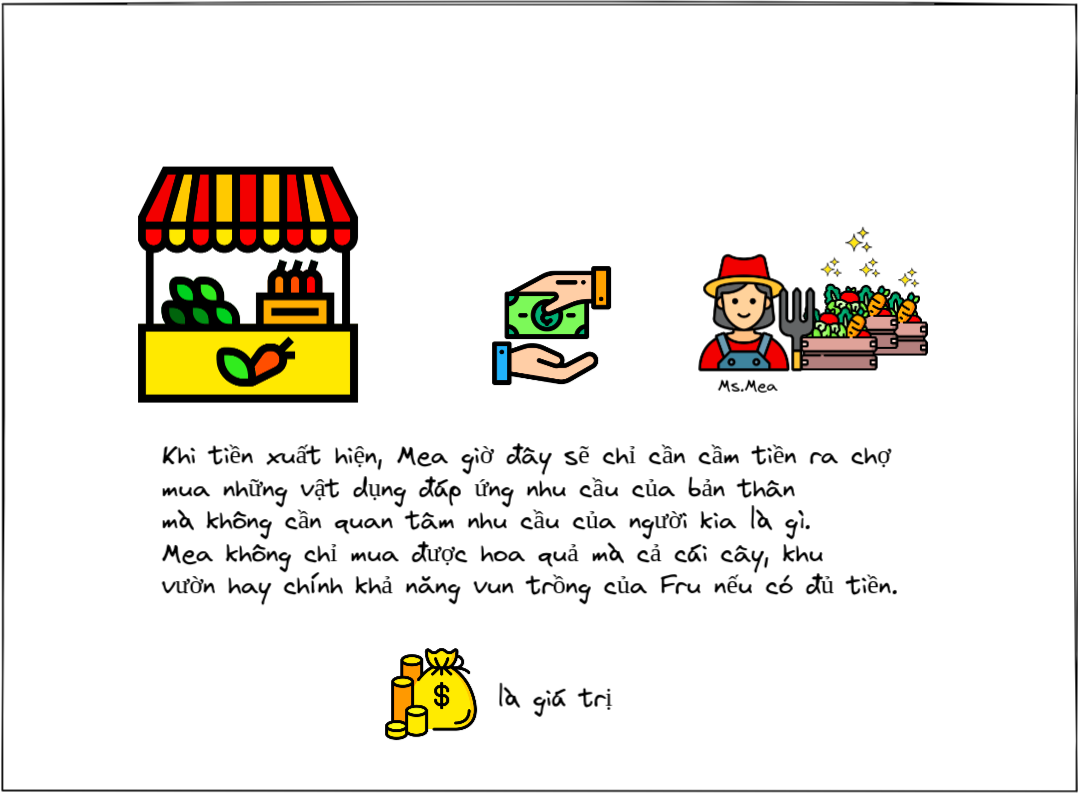 Ms.Mea
Khi tiền xuất hiện, Mea giờ đây sẽ chỉ cần cầm tiền ra chợ
mua những vật dụng đáp ứng nhu cầu của bản thân
mà không cần quan tâm nhu cầu của người kia là gì.
Mea không chỉ mua được hoa quả mà cả cái cây, khu
vườn hay chính khả năng vun trồng của Fru nếu có đủ tiền.
$ là giá trị